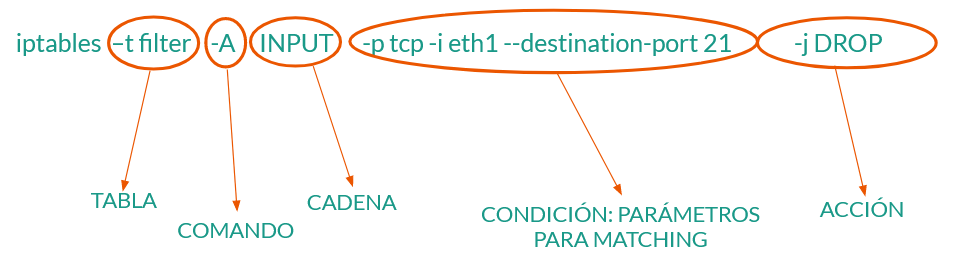 iptables –t filter -A INPUT -p tcp -i eth1 --destination-port 21 -j DROP
TABLA
COMANDO
CADENA
CONDICIÓN: PARÁMETROS
PARA MATCHING
ACCIÓN